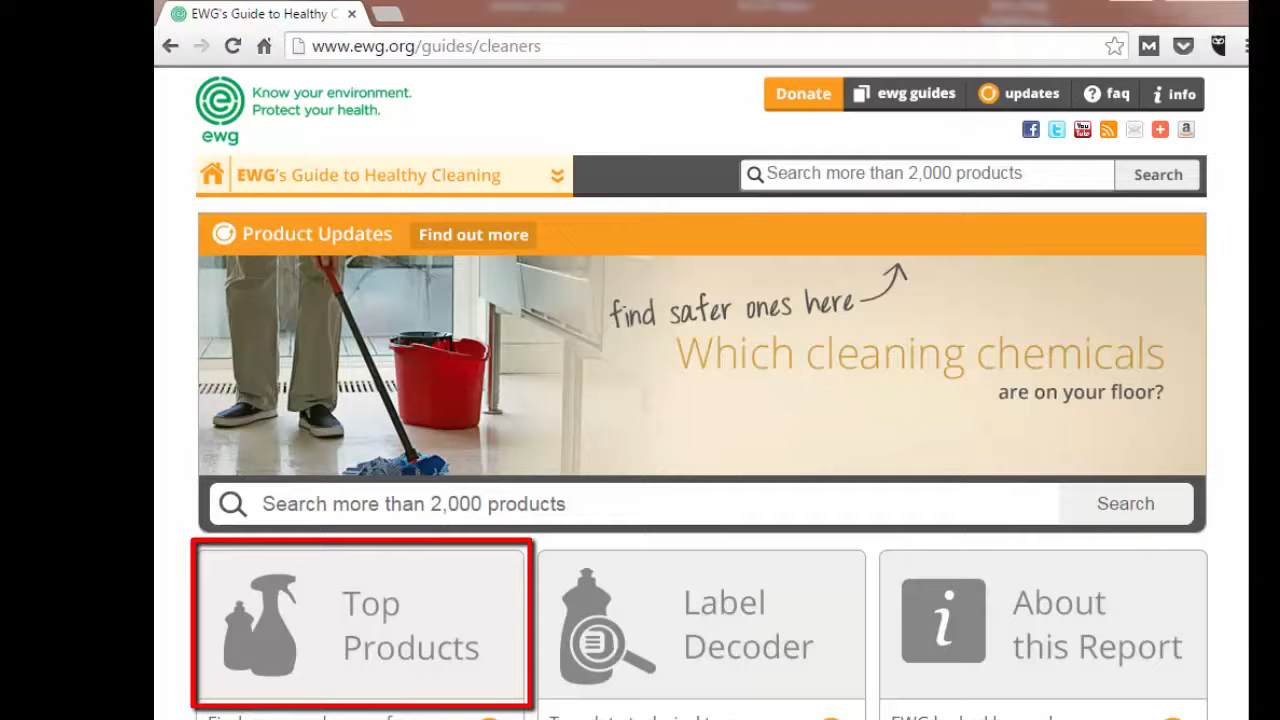 EWG's Guide to Healthy C
www.ewg.org/guides/cleaners
Know your environment.
Protect your health.
ewg
Donate
ewg guides
updates
faq
info
EWG's Guide to Healthy Cleaning
Search more than 2,000 products
Search
Product Updates
Find out more
find safer ones here
Which cleaning chemicals
are on your floor?
Search more than 2,000 products
Search
Top
Products
Label
Decoder
About
this Report